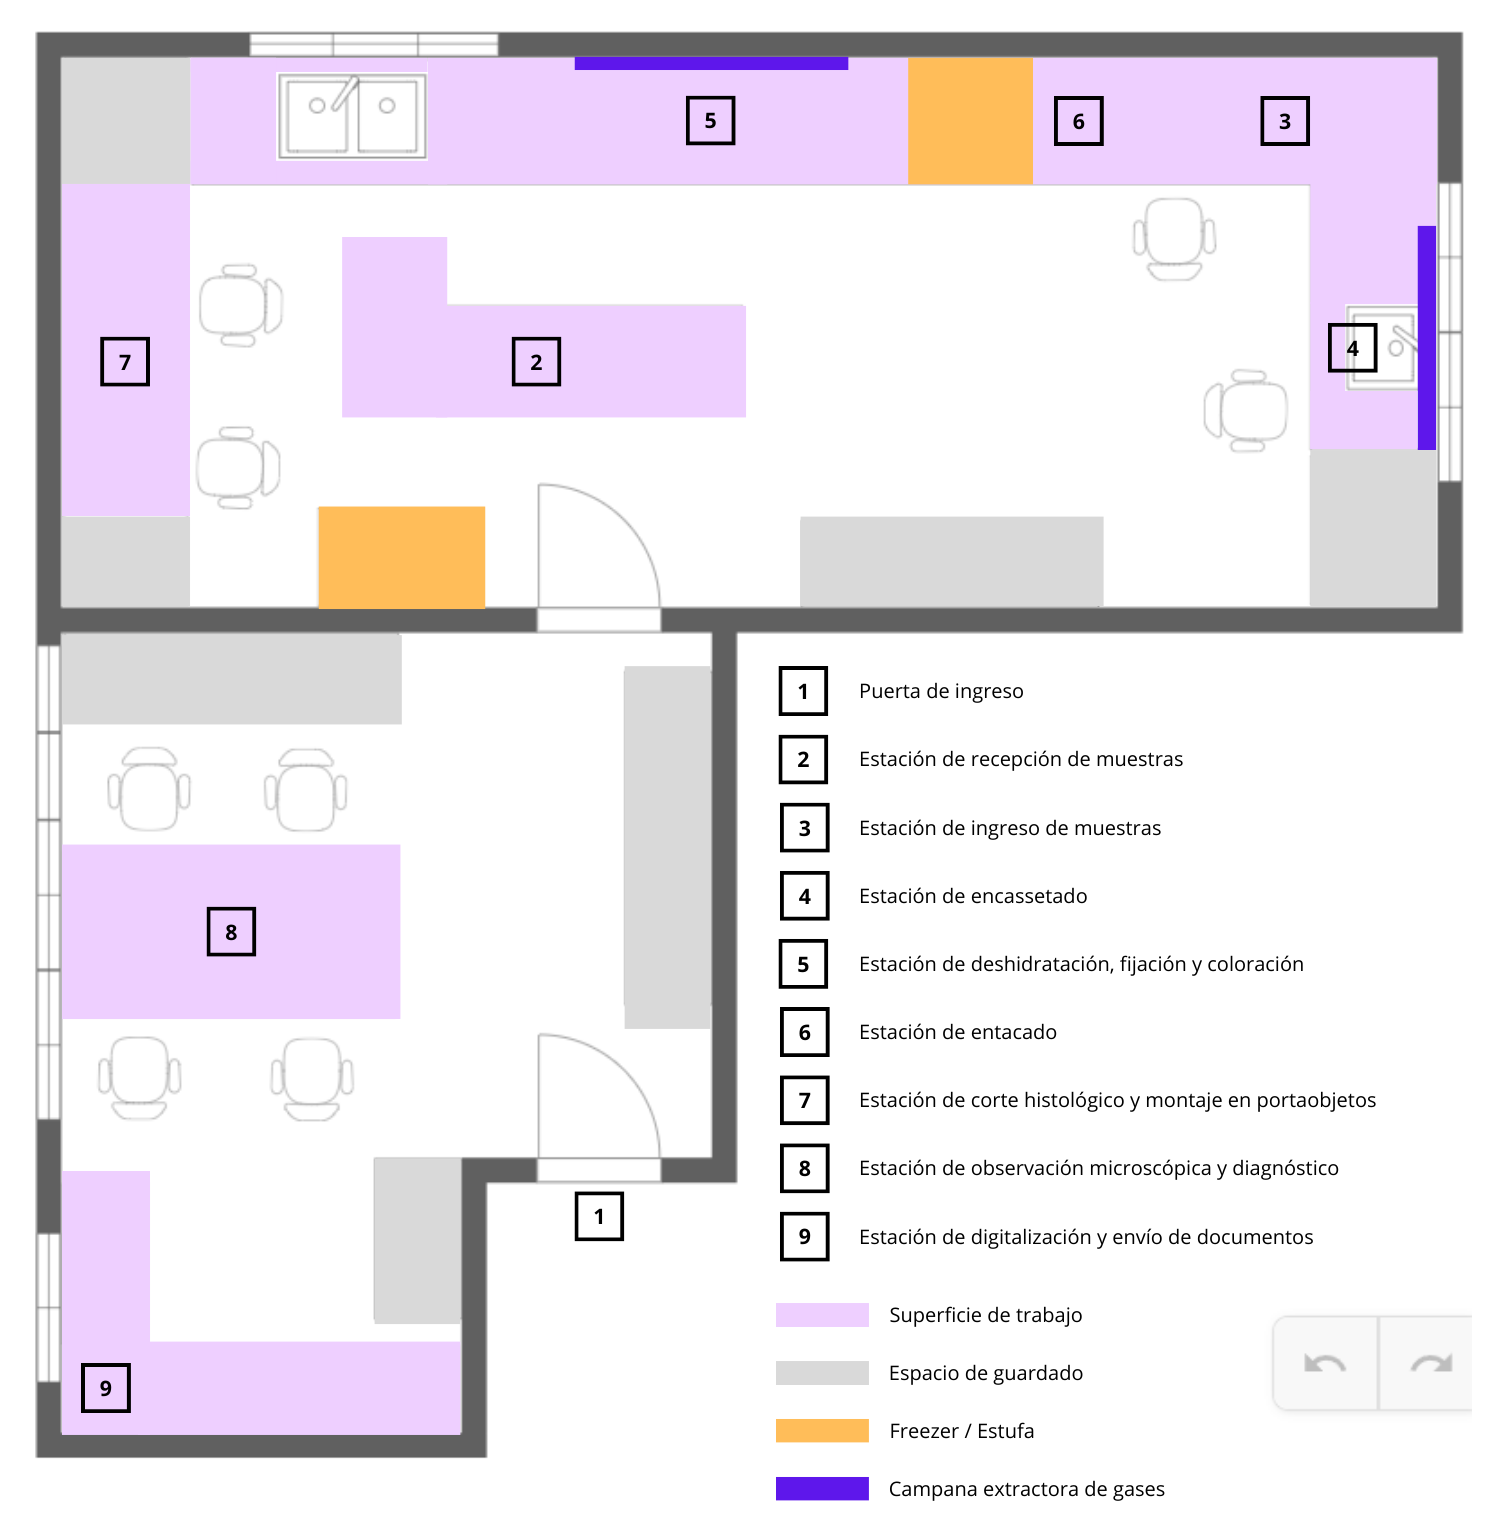 5
6
3
7
2
4
8
1
9
1 Puerta de ingreso
2 Estación de recepción de muestras
3 Estación de ingreso de muestras
4 Estación de encassetado
5 Estación de deshidratación, fijación y coloración
6 Estación de entacado
7 Estación de corte histológico y montaje en portaobjetos
8 Estación de observación microscópica y diagnóstico
9 Estación de digitalización y envío de documentos
Superficie de trabajo
Espacio de guardado
Freezer / Estufa
Campana extractora de gases